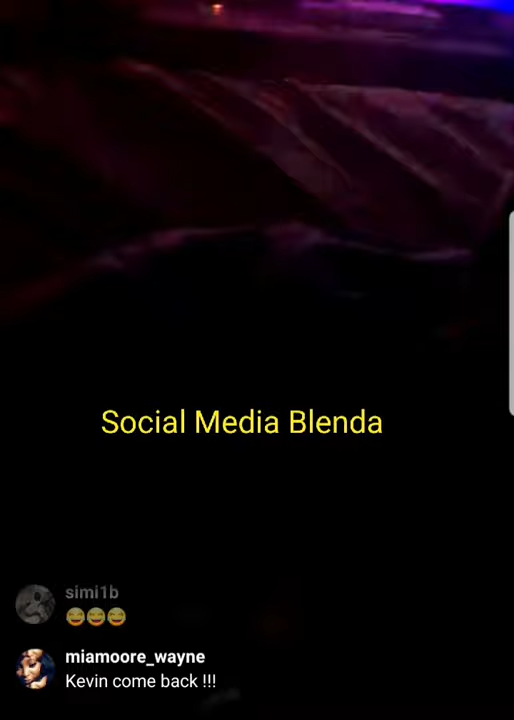 Social Media Blenda
simi1b
😂😂😂
miamoore_wayne
Kevin come back !!!